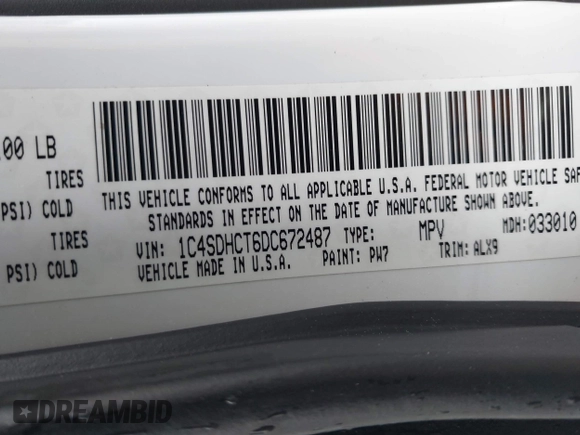 .00 LB
TIRES
PSI) COLD
PSI) COLD
THIS VEHICLE CONFORMS TO ALL APPLICABLE U.S.A. FEDERAL MOTOR VEHICLE SAF
STANDARDS IN EFFECT ON THE DATE OF MANUFACTURE SHOWN ABOVE.
VIN: 1C4SDHCT6DC672487 TYPE: MPV MDH:033010
VEHICLE MADE IN U.S.A. PAINT: PW7 TRIM: ALX9
TIRES
DREAMBID